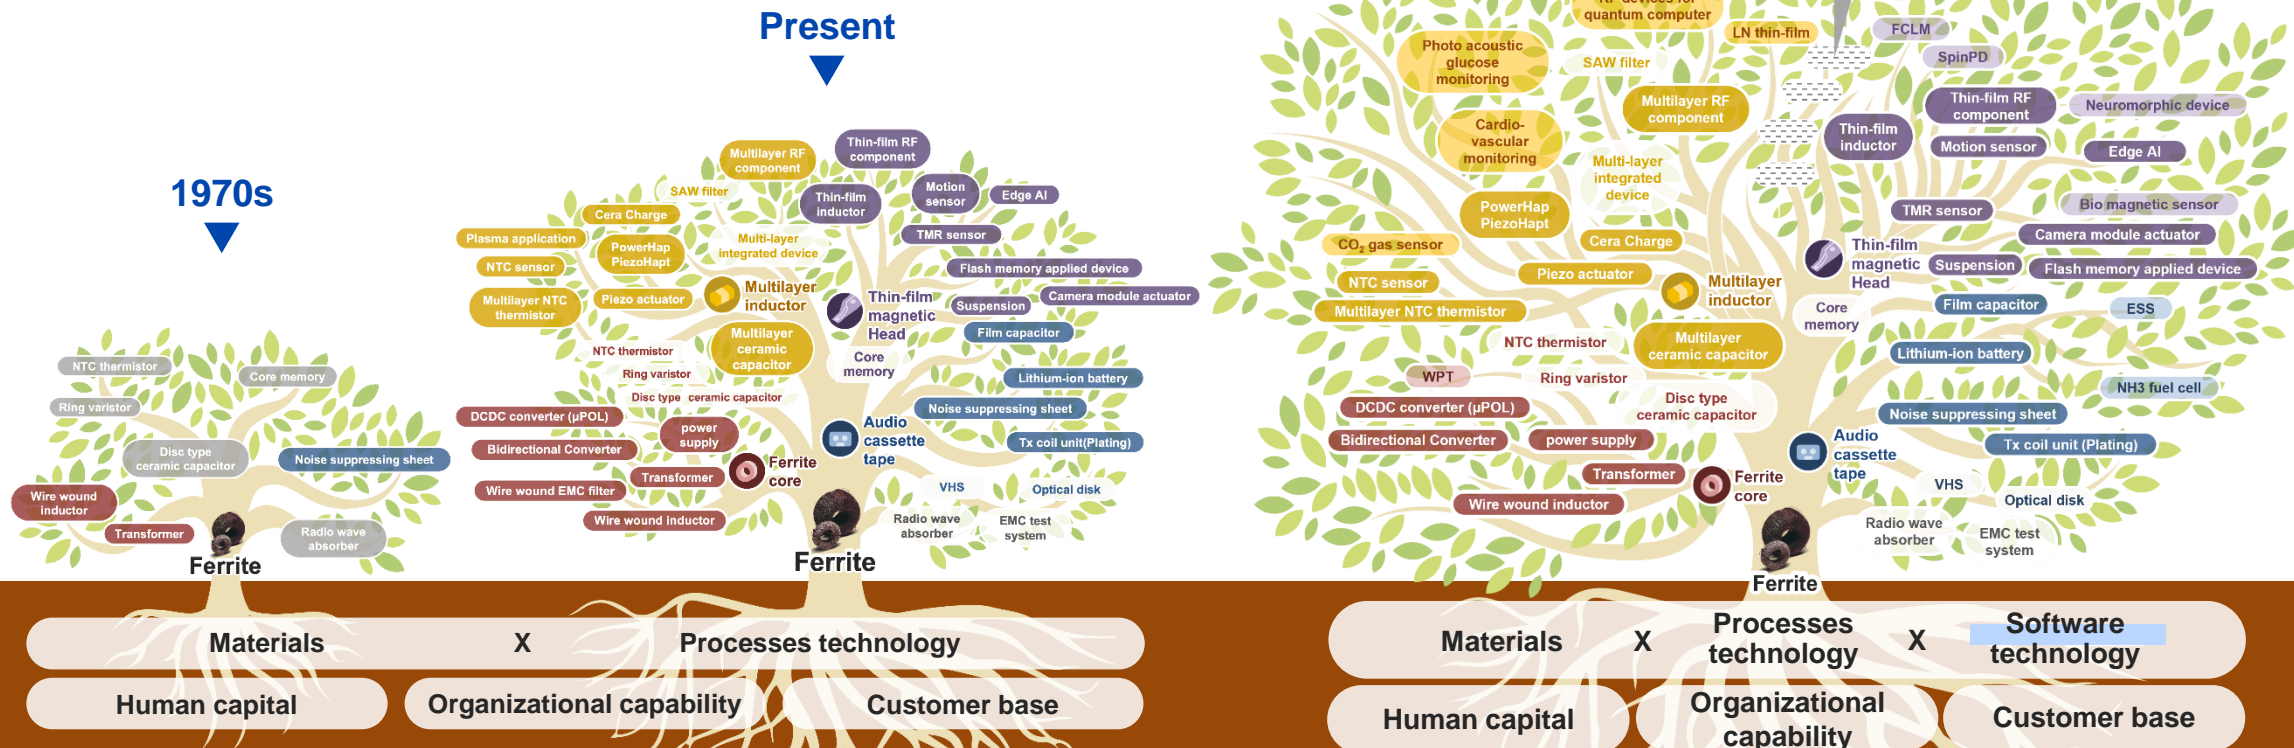 1970s
NTC thermistor
Core memory
Ring varistor
Disc type
ceramic capacitor
Noise suppressing sheet
Wire wound
inductor
Transformer
Radio wave
absorber
Ferrite
Present
Multilayer RF
component
Thin-film RF
component
SAW filter
Thin-film
inductor
Motion
sensor
Edge AI
Cera Charge
Plasma application
PowerHap
PiezoHapt
Multi-layer
integrated device
TMR sensor
NTC sensor
Flash memory applied device
Multilayer NTC
thermistor
Piezo actuator
Multilayer
inductor
Thin-film
magnetic
Head
Suspension
Camera module actuator
Film capacitor
Multilayer
ceramic
capacitor
NTC thermistor
Core
memory
Ring varistor
Lithium-ion battery
Disc type ceramic capacitor
DCDC converter (µPOL)
power
supply
Noise suppressing sheet
Audio
cassette
tape
Bidirectional Converter
Tx coil unit(Plating)
Transformer
Ferrite
core
Wire wound EMC filter
VHS
Optical disk
Wire wound inductor
Radio wave
absorber
EMC test
system
Ferrite
RF devices for
quantum computer
LN thin-film
FCLM
Photo acoustic
glucose
monitoring
SAW filter
SpinPD
Multilayer RF
component
Thin-film RF
component
Neuromorphic device
Cardio-
vascular
monitoring
Thin-film
inductor
Motion sensor
Edge AI
Multi-layer
integrated
device
PowerHap
PiezoHapt
TMR sensor
Bio magnetic sensor
CO2 gas sensor
Cera Charge
Camera module actuator
Thin-film
magnetic
Head
Suspension
Flash memory applied device
NTC sensor
Piezo actuator
Multilayer
inductor
Multilayer NTC thermistor
Core
memory
Film capacitor
ESS
NTC thermistor
Multilayer
ceramic capacitor
Lithium-ion battery
WPT
Ring varistor
NH3 fuel cell
DCDC converter (µPOL)
Disc type
ceramic capacitor
Noise suppressing sheet
Bidirectional Converter
power supply
Audio
cassette
tape
Tx coil unit (Plating)
Transformer
Ferrite
core
VHS
Optical disk
Wire wound inductor
Radio wave
absorber
EMC test
system
Ferrite
Materials X Processes technology
Human capital
Organizational capability
Customer base
Materials X Processes
technology X Software
technology
Human capital
Organizational
capability
Customer base